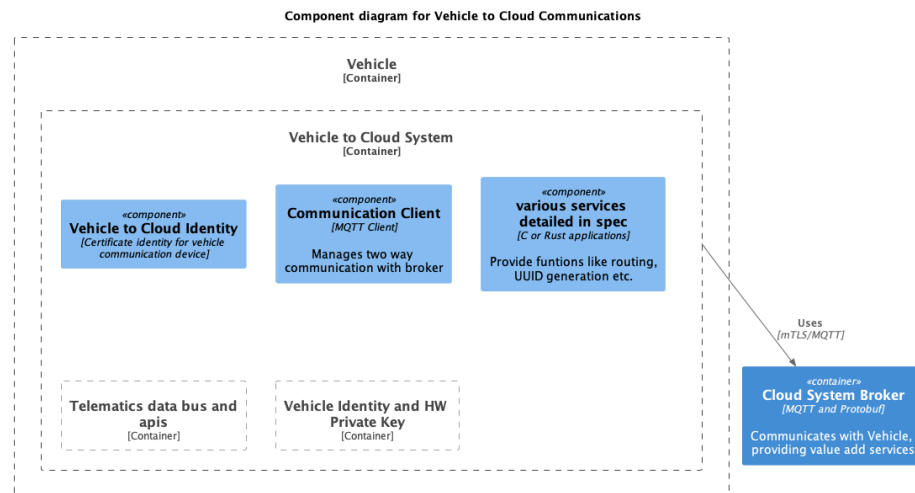 Component diagram for Vehicle to Cloud Communications
Vehicle
[Container]
Vehicle to Cloud System
[Container]
«component»
Vehicle to Cloud Identity
[Certificate identity for vehicle
communication device]
«component»
Communication Client
[MQTT Client]
Manages two way
communication with broker
«component»
various services
detailed in spec
[C or Rust applications]
Provide funtions like routing,
UUID generation etc.
Uses
[mTLS/MQTT]
Telematics data bus and
apis
[Container]
Vehicle Identity and HW
Private Key
[Container]
«container»
Cloud System Broker
[MQTT and Protobuf]
Communicates with Vehicle,
providing value add services